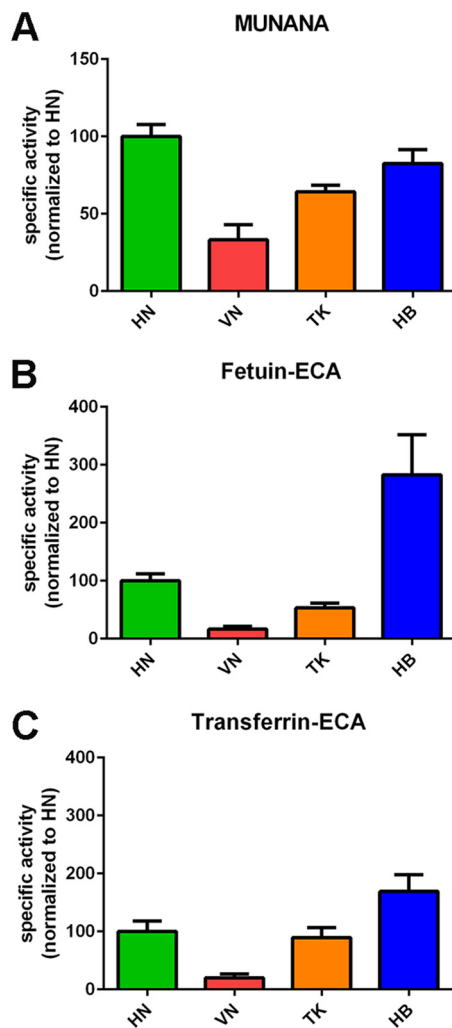 A
MUNANA
specific activity
(normalized to HN)
150
100
50
0
HN
VN
TK
HB
B
Fetuin-ECA
specific activity
(normalized to HN)
400
300
200
100
0
HN
VN
TK
HB
C
Transferrin-ECA
specific activity
(normalized to HN)
400
300
200
100
0
HN
VN
TK
HB